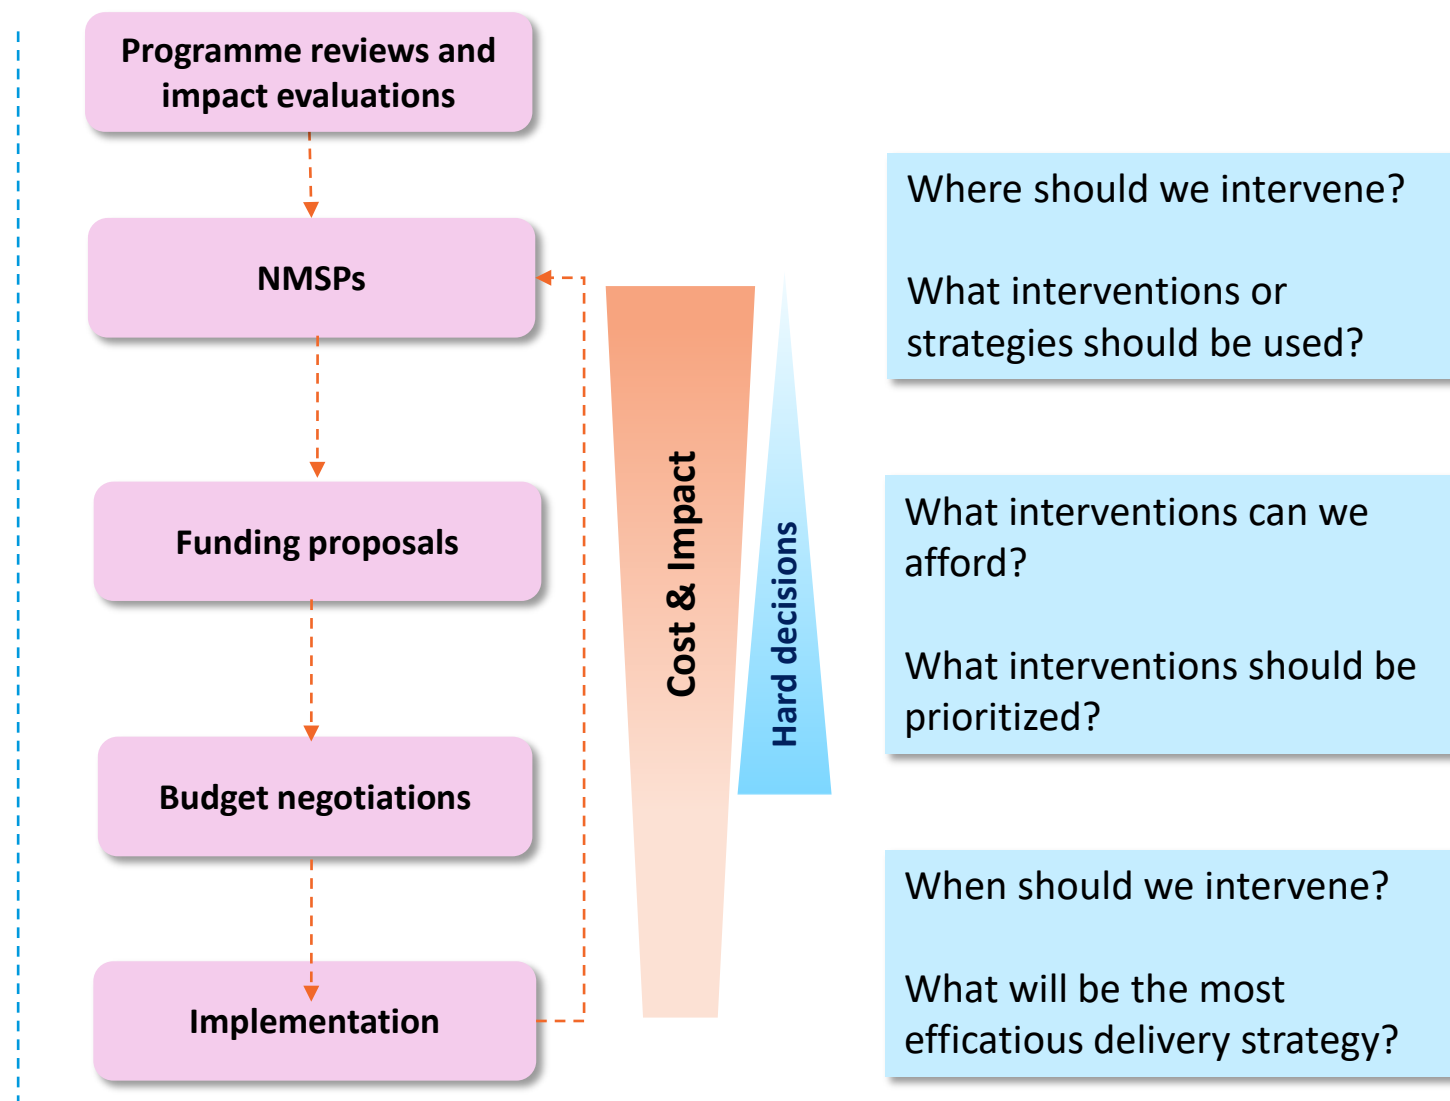 Programme reviews and
impact evaluations
NMSPs
Funding proposals
Budget negotiations
Implementation
Cost & Impact
Hard decisions
Where should we intervene?
What interventions or
strategies should be used?
What interventions can we
afford?
What interventions should be
prioritized?
When should we intervene?
What will be the most
efficatious delivery strategy?